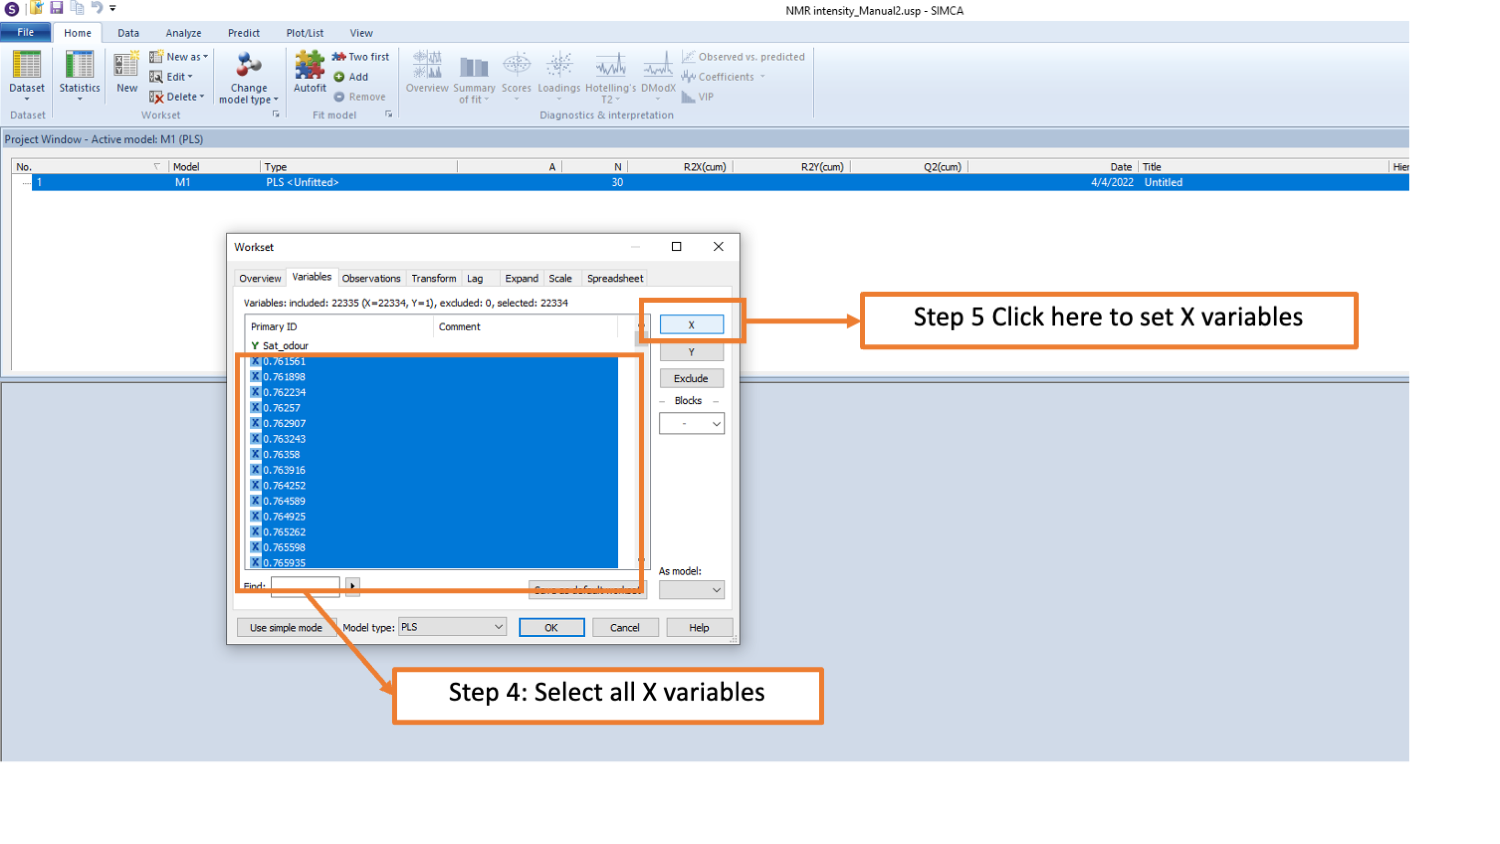 S
NMR intensity_Manual2.usp - SIMCA
File Home Data Analyze Predict Plot/List View
Dataset
Statistics
New
New as
Edit
Delete
Change
model type
Autofit
Two first
Add
Remove
Overview
Summary
of fit
Scores
Loadings
Hotelling's
T2
DModX
Observed vs. predicted
Coefficients
VIP
Dataset
Workset
Fit model
Diagnostics & interpretation
Project Window - Active model: M1 (PLS)
No. Model Type A N R2X(cum) R2Y(cum) Q2(cum) Date Title Hier
1 M1 PLS <Unfitted> 30 4/4/2022 Untitled
Workset
Overview Variables Observations Transform Lag Expand Scale Spreadsheet
Variables: included: 22335 (X=22334, Y=1), excluded: 0, selected: 22334
Primary ID Comment
Y Sat_odour
X 0.761561
X 0.761898
X 0.762234
X 0.76257
X 0.762907
X 0.763243
X 0.76358
X 0.763916
X 0.764252
X 0.764589
X 0.764925
X 0.765262
X 0.765598
X 0.765935
X
Y
Exclude
Blocks
-
As model:
Find:
Save as default workset
Use simple mode Model type: PLS OK Cancel Help
Step 5 Click here to set X variables
Step 4: Select all X variables